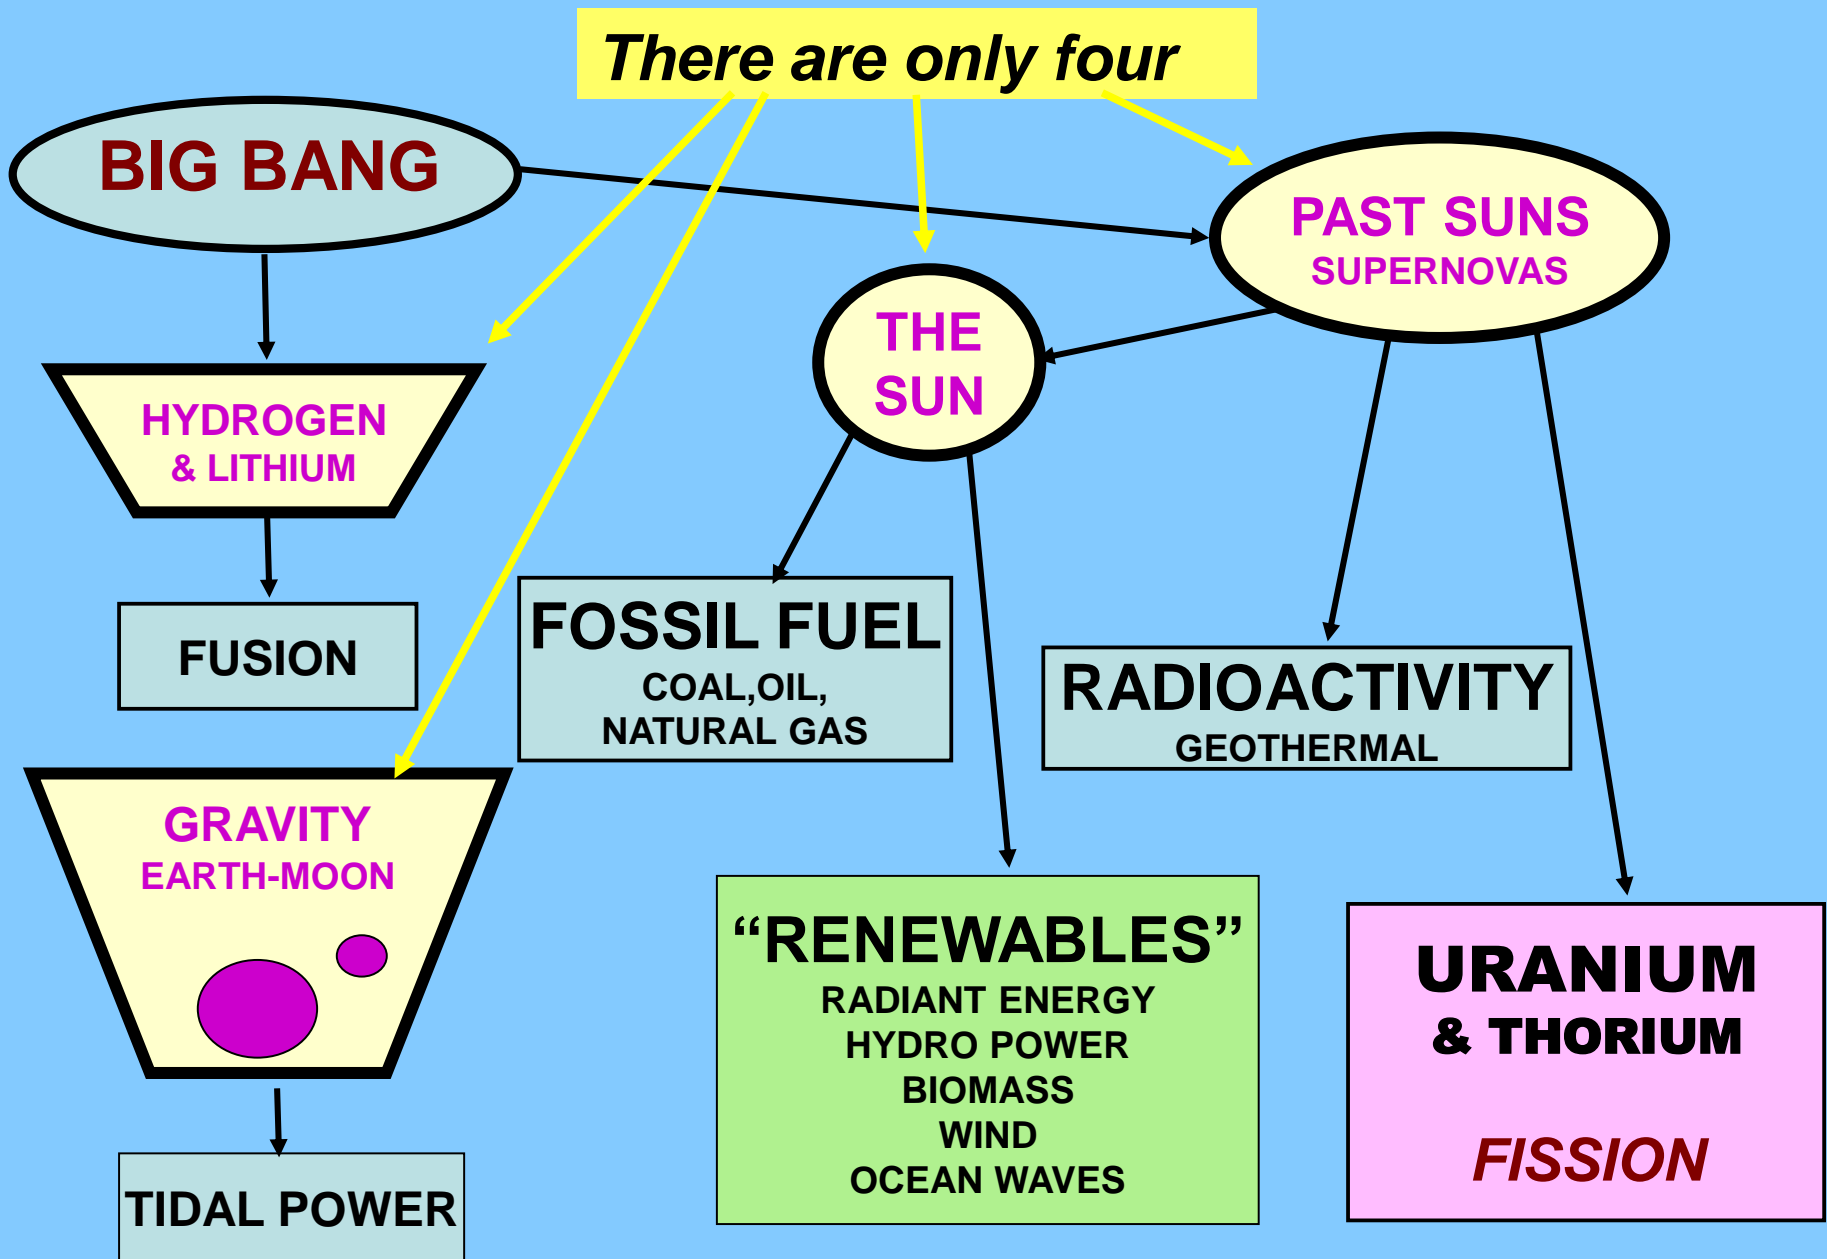 There are only four
BIG BANG
PAST SUNS
SUPERNOVAS
THE
SUN
HYDROGEN
& LITHIUM
FUSION
FOSSIL FUEL
COAL,OIL,
NATURAL GAS
RADIOACTIVITY
GEOTHERMAL
GRAVITY
EARTH-MOON
“RENEWABLES”
RADIANT ENERGY
HYDRO POWER
BIOMASS
WIND
OCEAN WAVES
URANIUM
& THORIUM
FISSION
TIDAL POWER